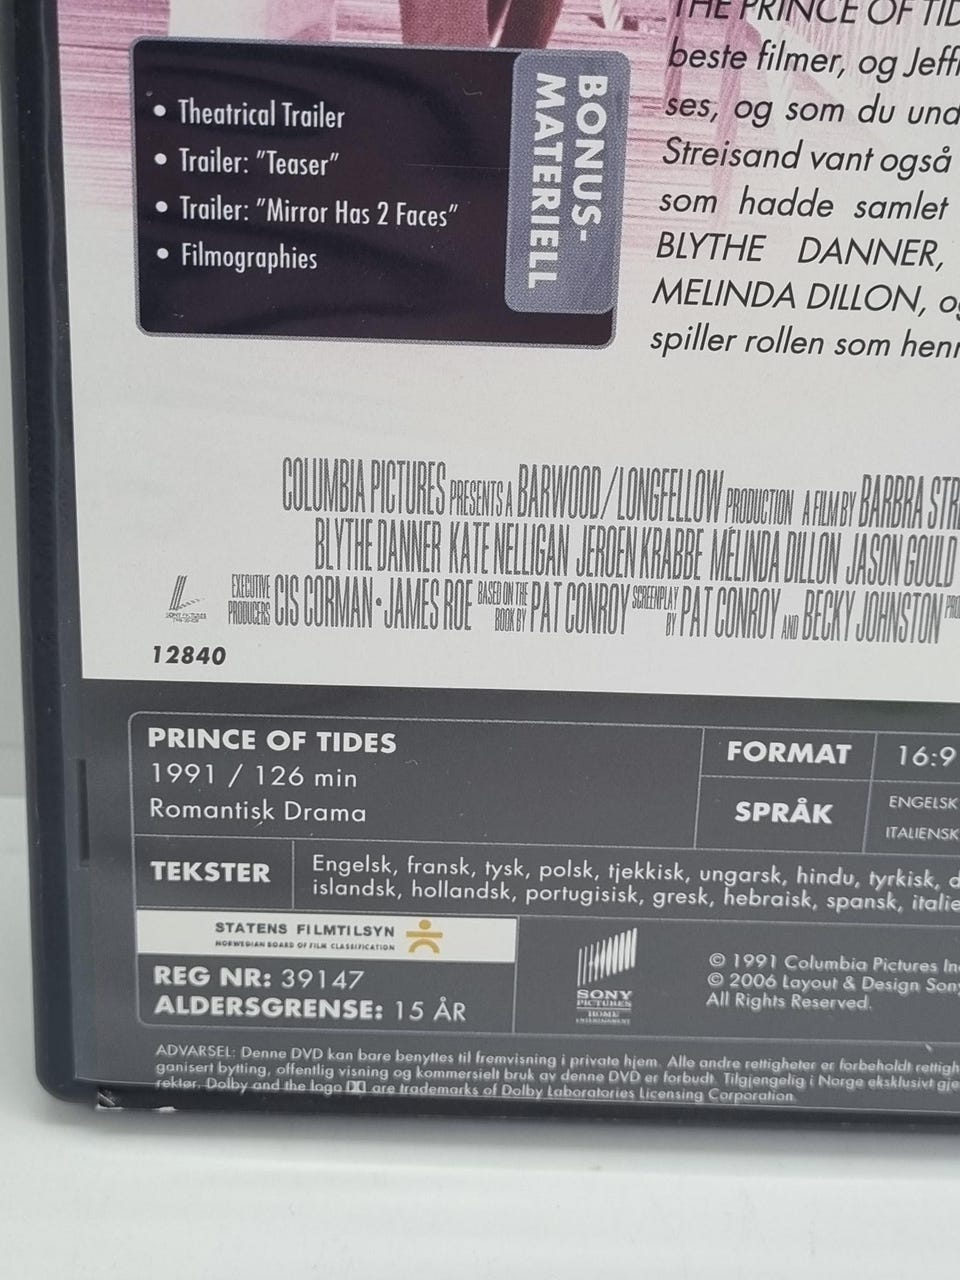 THE PRINCE OF
beste filmer, og
ses, og som du
Streisand vant også
som hadde samlet
BLYTHE DANNER,
MELINDA DILLON,
spiller rollen som
• Theatrical Trailer
• Trailer: "Teaser"
• Trailer: "Mirror Has 2 Faces"
• Filmographies
BONUS-
MATERIELL
COLUMBIA PICTURES PRESENTS A BARWOOD/LONGFELLOW PRODUCTION A FILM BY BARBRA
BLYTHE DANNER KATE NELLIGAN JEROEN KRABBE MELINDA DILLON JASON GOULD
EXECUTIVE PRODUCERS CIS CORMAN • JAMES ROE BASED ON THE BOOK BY PAT CONROY SCREENPLAY BY PAT CONROY AND BECKY JOHNSTON
SONY PICTURES
12840
PRINCE OF TIDES
1991 / 126 min
Romantisk Drama
FORMAT 16:9
SPRÅK ENGELSK
ITALIENSK
TEKSTER
Engelsk, fransk, tysk, polsk, tjekkisk, ungarsk, hindu, tyrkisk,
islandsk, hollandsk, portugisisk, gresk, hebraisk, spansk,
STATENS FILMTILSYN
NORWEGIAN BOARD OF FILM CLASSIFICATION
REG NR: 39147
ALDERSGRENSE: 15 ÅR
SONY
PICTURES
HOME
ENTERTAINMENT
© 1991 Columbia Pictures
© 2006 Layout & Design Sony
All Rights Reserved.
ADVARSEL: Denne DVD kan bare benyttes til fremvisning i private hjem. Alle andre rettigheter er forbeholdt
ganisert bytting, offentlig visning og kommersielt bruk av denne DVD er forbudt. Tilgjengelig i Norge eksklusivt
rektør. Dolby and the logo are trademarks of Dolby Laboratories Licensing Corporation.